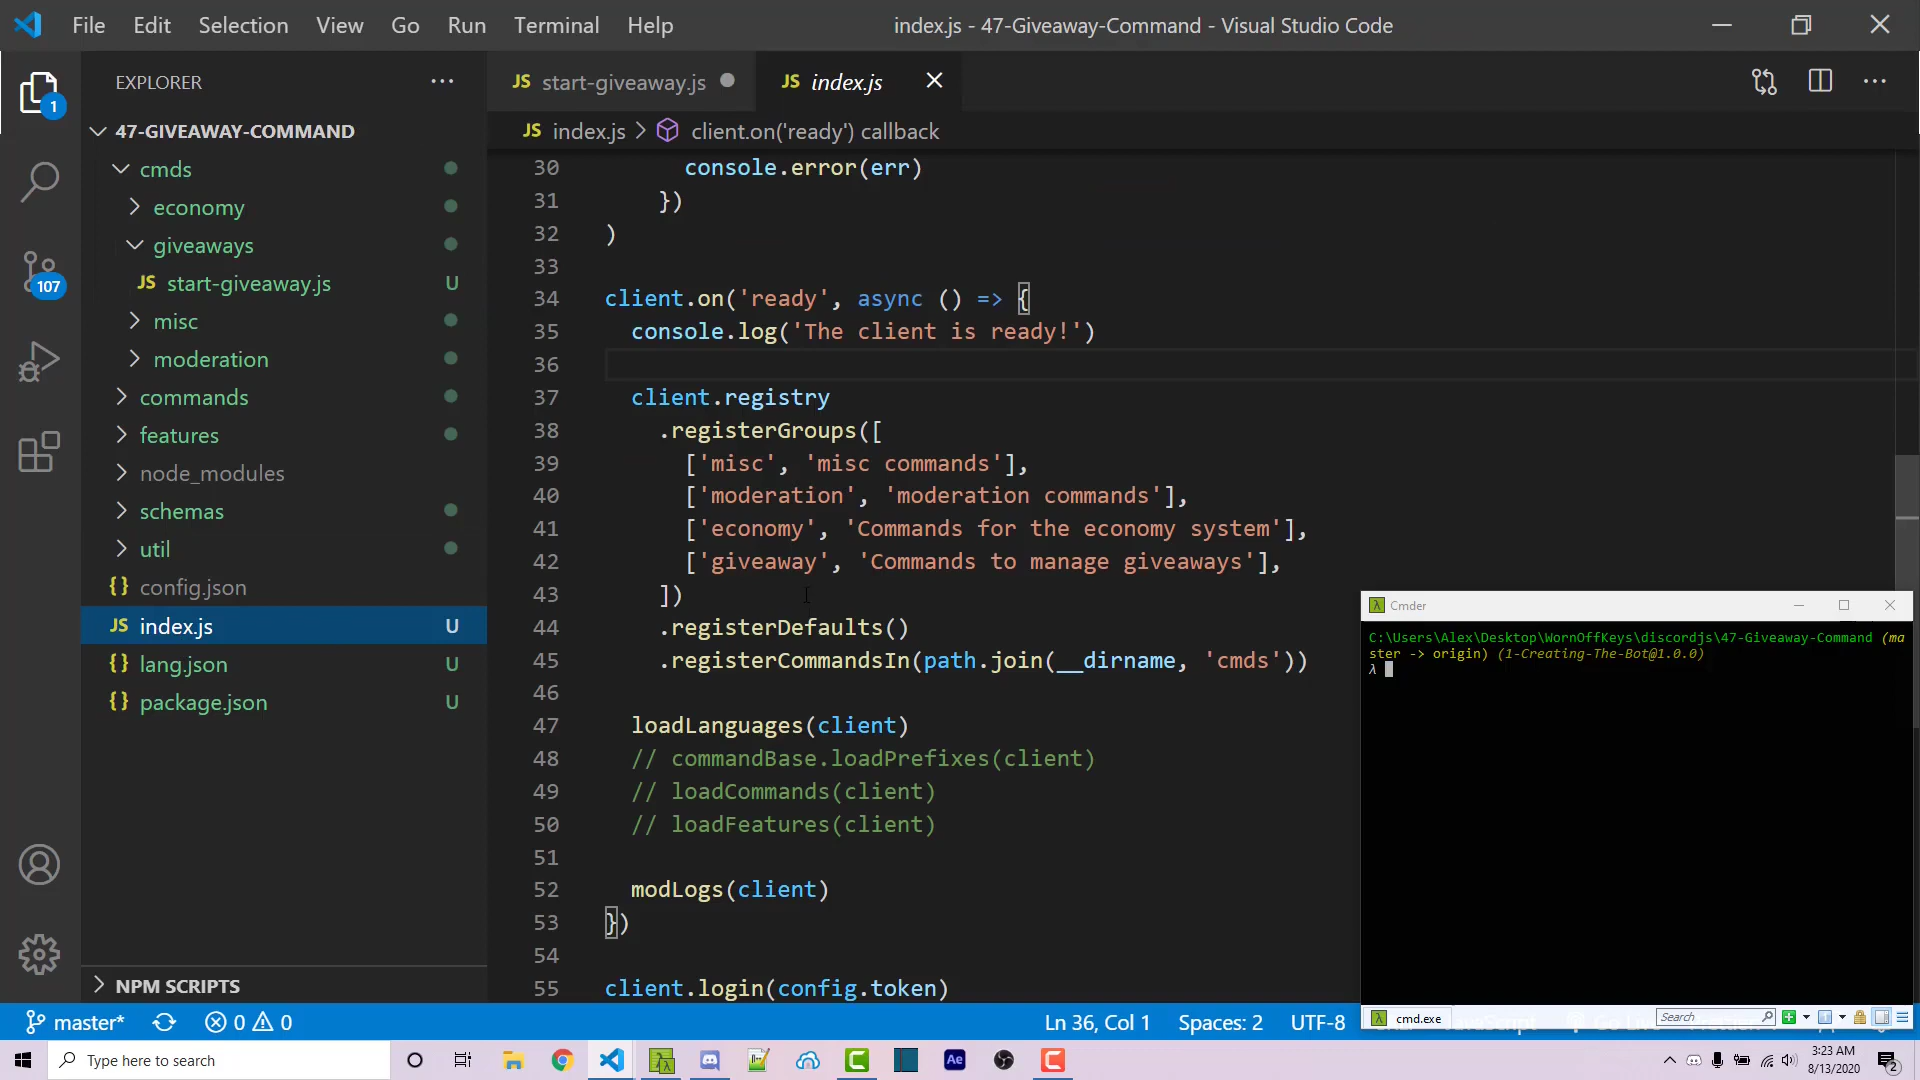 File Edit Selection View Go Run Terminal Help
index.js - 47-Giveaway-Command - Visual Studio Code
EXPLORER
1
47-GIVEAWAY-COMMAND
cmds
economy
giveaways
JS start-giveaway.js U
misc
moderation
commands
features
node_modules
schemas
util
{} config.json
JS index.js U
{} lang.json U
{} package.json U
107
NPM SCRIPTS
JS start-giveaway.js
JS index.js
JS index.js > client.on('ready') callback
30 console.error(err)
31 })
32 )
33
34 client.on('ready', async () => {
35 console.log('The client is ready!')
36
37 client.registry
38 .registerGroups([
39 ['misc', 'misc commands'],
40 ['moderation', 'moderation commands'],
41 ['economy', 'Commands for the economy system'],
42 ['giveaway', 'Commands to manage giveaways'],
43 ])
44 .registerDefaults()
45 .registerCommandsIn(path.join(__dirname, 'cmds'))
46
47 loadLanguages(client)
48 // commandBase.loadPrefixes(client)
49 // loadCommands(client)
50 // loadFeatures(client)
51
52 modLogs(client)
53 })
54
55 client.login(config.token)
Cmder
C:\Users\Alex\Desktop\WornOffKeys\discordjs\47-Giveaway-Command (ma
ster -> origin) (1-Creating-The-Bot@1.0.0)
λ
cmd.exe
Search
master* 0 0
Ln 36, Col 1 Spaces: 2 UTF-8
Type here to search
Ae
3:23 AM
8/13/2020
2